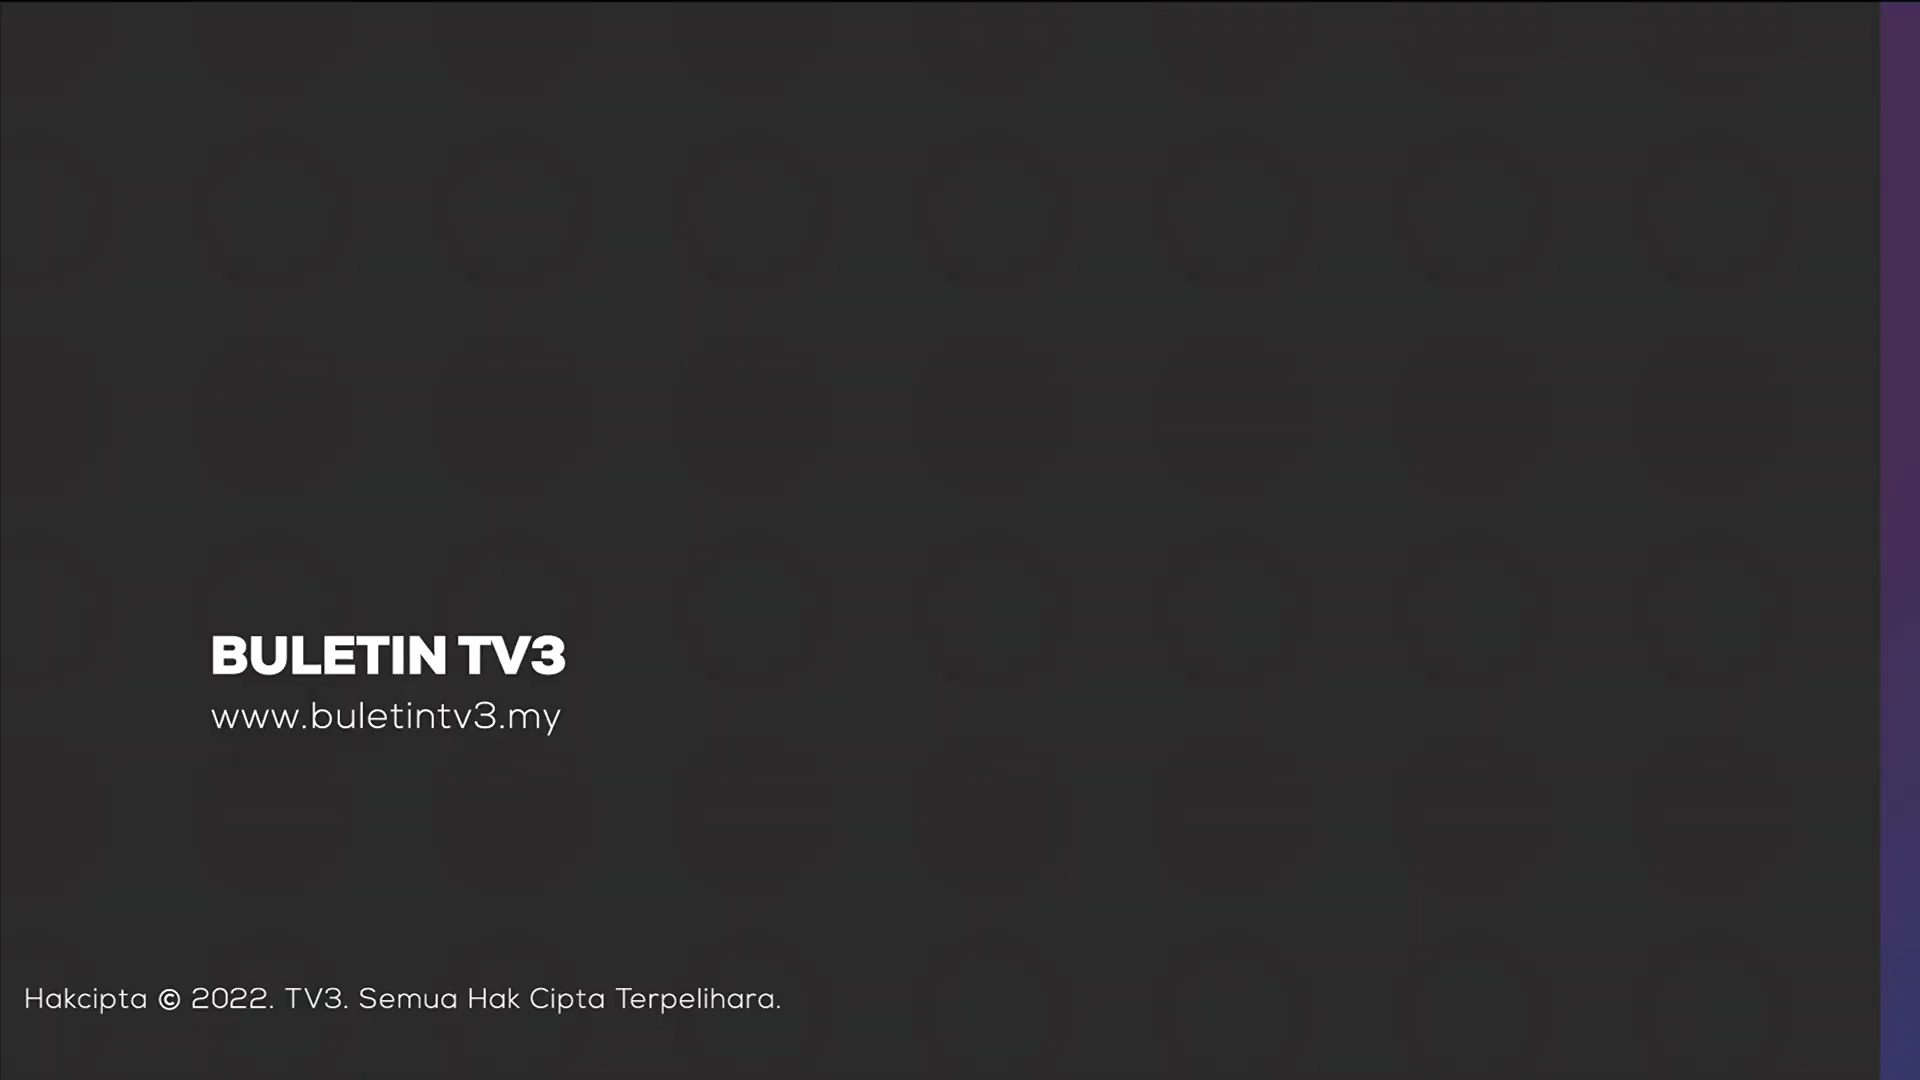 BULETIN TV3
www.buletintv3.my
Hakcipta © 2022. TV3. Semua Hak Cipta Terpelihara.